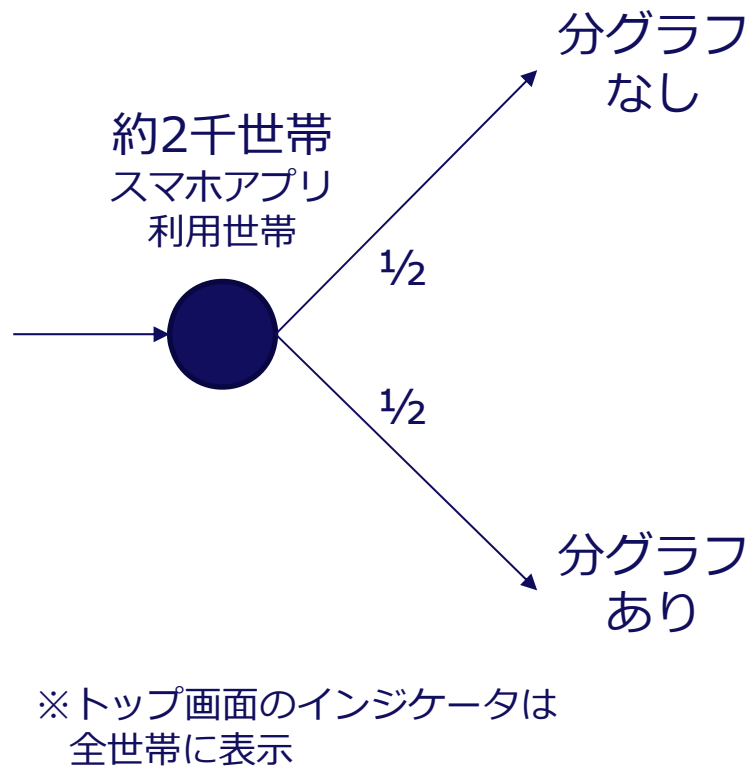 分グラフ
なし
約2千世帯
スマホアプリ
利用世帯
½
½
分グラフ
あり
※トップ画面のインジケータは
全世帯に表示